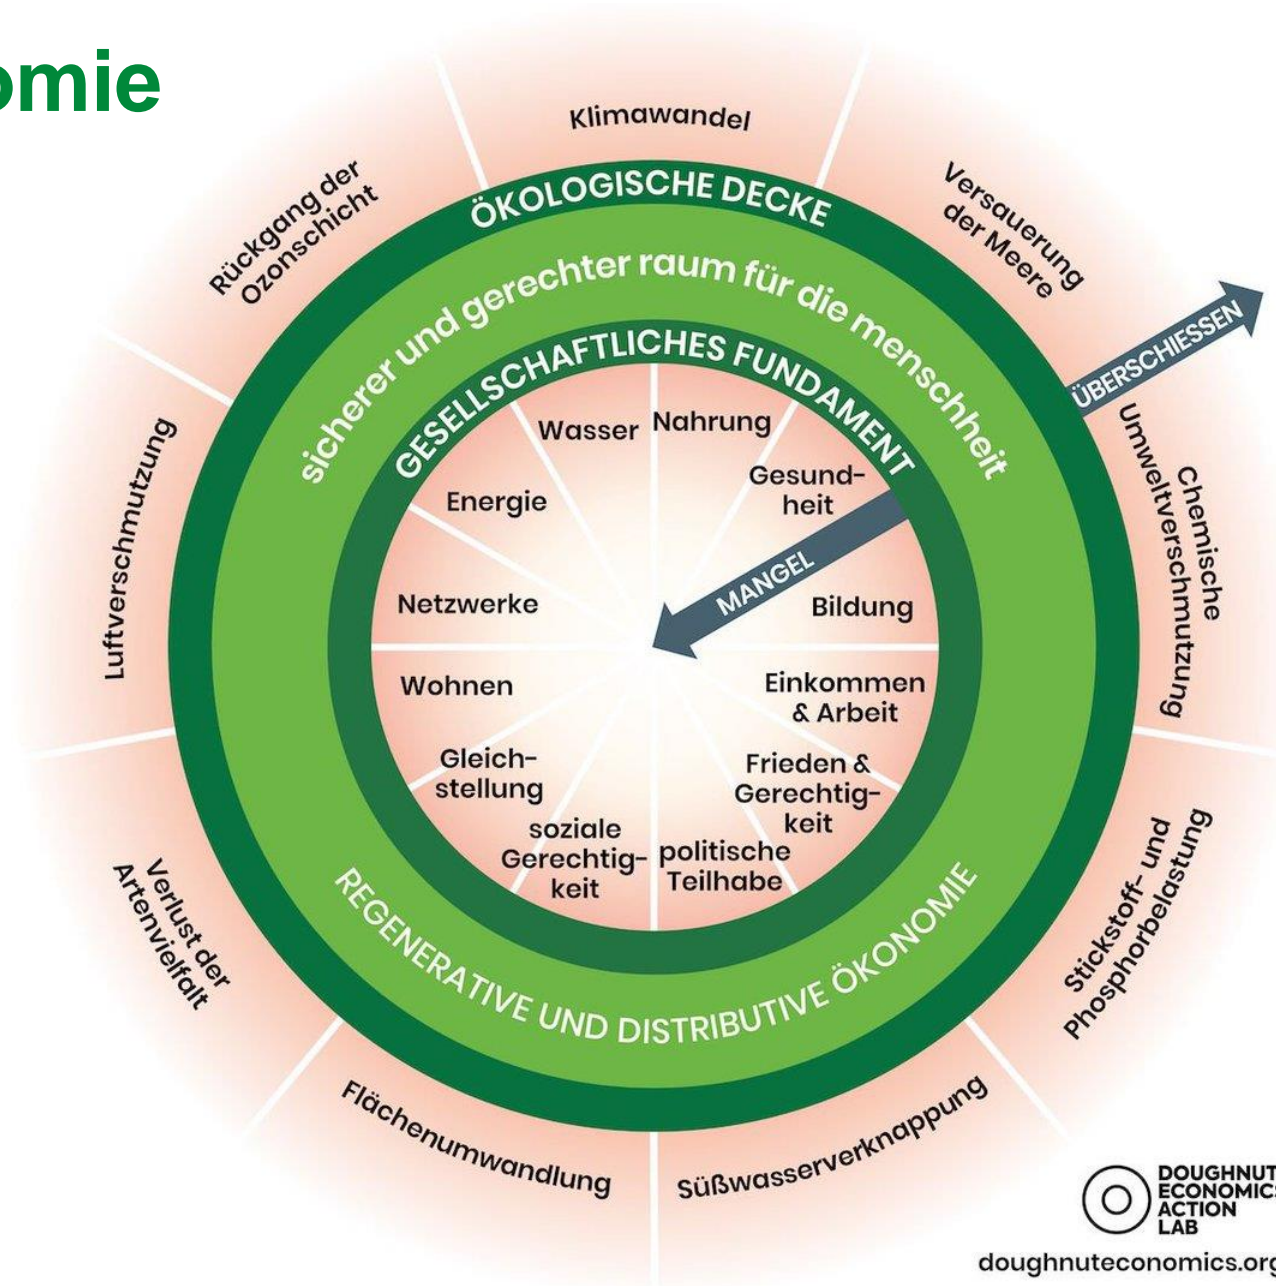 omie
Klimawandel
Rückgang der
Ozonschicht
Versauerung
der Meere
ÖKOLOGISCHE DECKE
sicherer und gerechter raum für die menschheit
GESELLSCHAFTLICHES FUNDAMENT
ÜBERSCHIESSEN
Wasser
Nahrung
Energie
Gesund-
heit
MANGEL
Netzwerke
Bildung
Wohnen
Einkommen
& Arbeit
Gleich-
stellung
Frieden &
Gerechtig-
keit
soziale
Gerechtig-
keit
politische
Teilhabe
Luftverschmutzung
Chemische
Umweltverschmutzung
Verlust der
Artenvielfalt
Stickstoff- und
Phosphorbelastung
REGENERATIVE UND DISTRIBUTIVE ÖKONOMIE
Flächenumwandlung
Süßwasserverknappung
DOUGHNUT
ECONOMICS
ACTION
LAB
doughnuteconomics.org